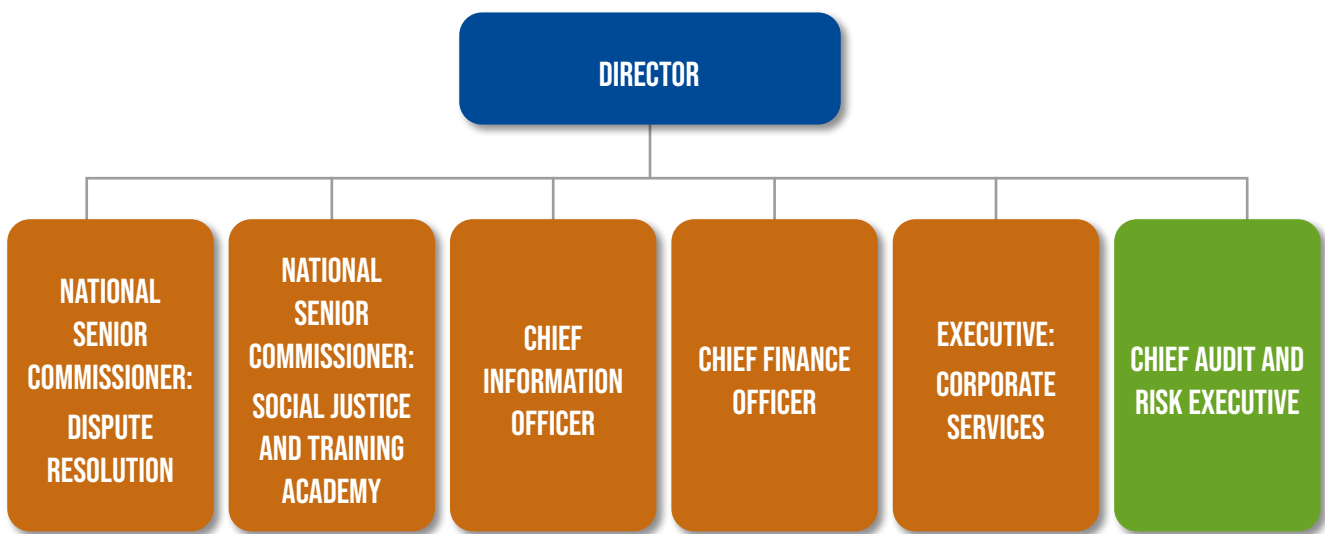 DIRECTOR
NATIONAL
SENIOR
COMMISSIONER:
DISPUTE
RESOLUTION
NATIONAL
SENIOR
COMMISSIONER:
SOCIAL JUSTICE
AND TRAINING
ACADEMY
CHIEF
INFORMATION
OFFICER
CHIEF FINANCE
OFFICER
EXECUTIVE:
CORPORATE
SERVICES
CHIEF AUDIT AND
RISK EXECUTIVE